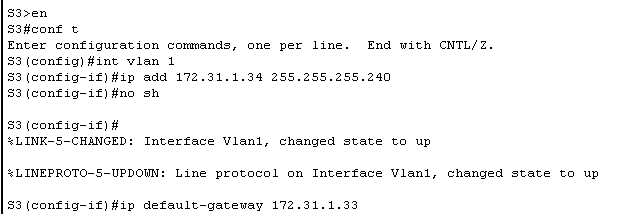 S3>en
S3#conf t
Enter configuration commands, one per line.  End with CNTL/Z.
S3(config)#int vlan 1
S3(config-if)#ip add 172.31.1.34 255.255.255.240
S3(config-if)#no sh
S3(config-if)#
%LINK-5-CHANGED: Interface Vlan1, changed state to up
%LINEPROTO-5-UPDOWN: Line protocol on Interface Vlan1, changed state to up
S3(config-if)#ip default-gateway 172.31.1.33